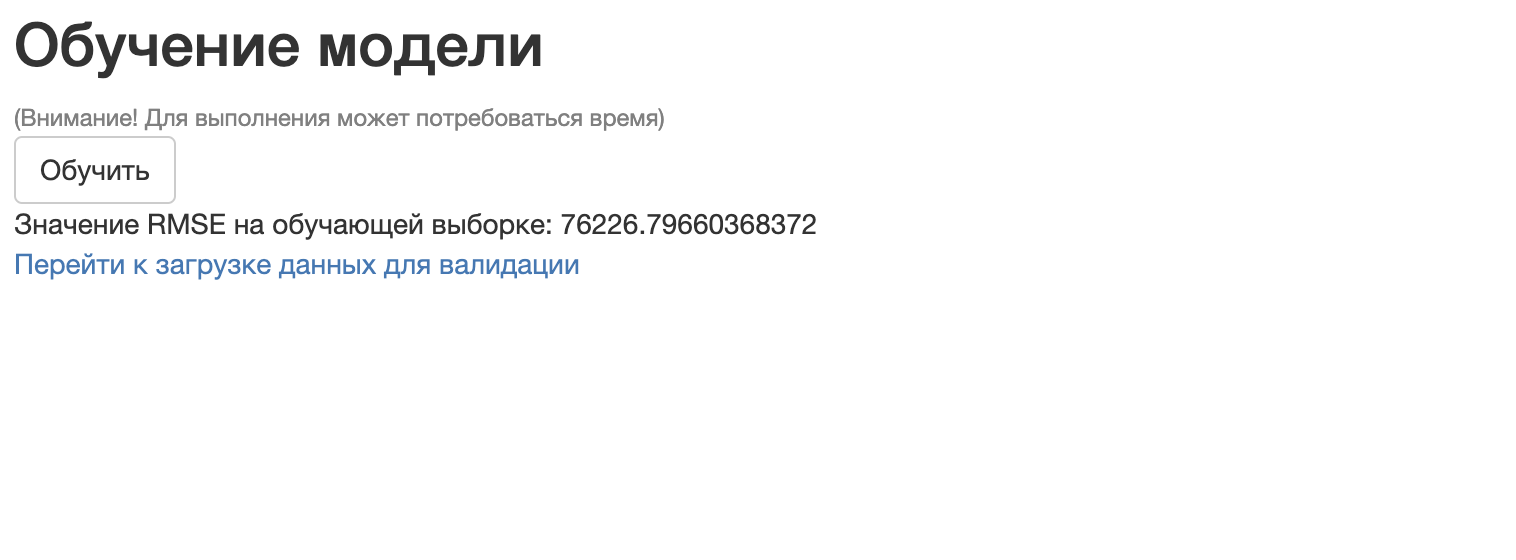 Обучение модели
(Внимание! Для выполнения может потребоваться время)
Обучить
Значение RMSE на обучающей выборке: 76226.79660368372
Перейти к загрузке данных для валидации